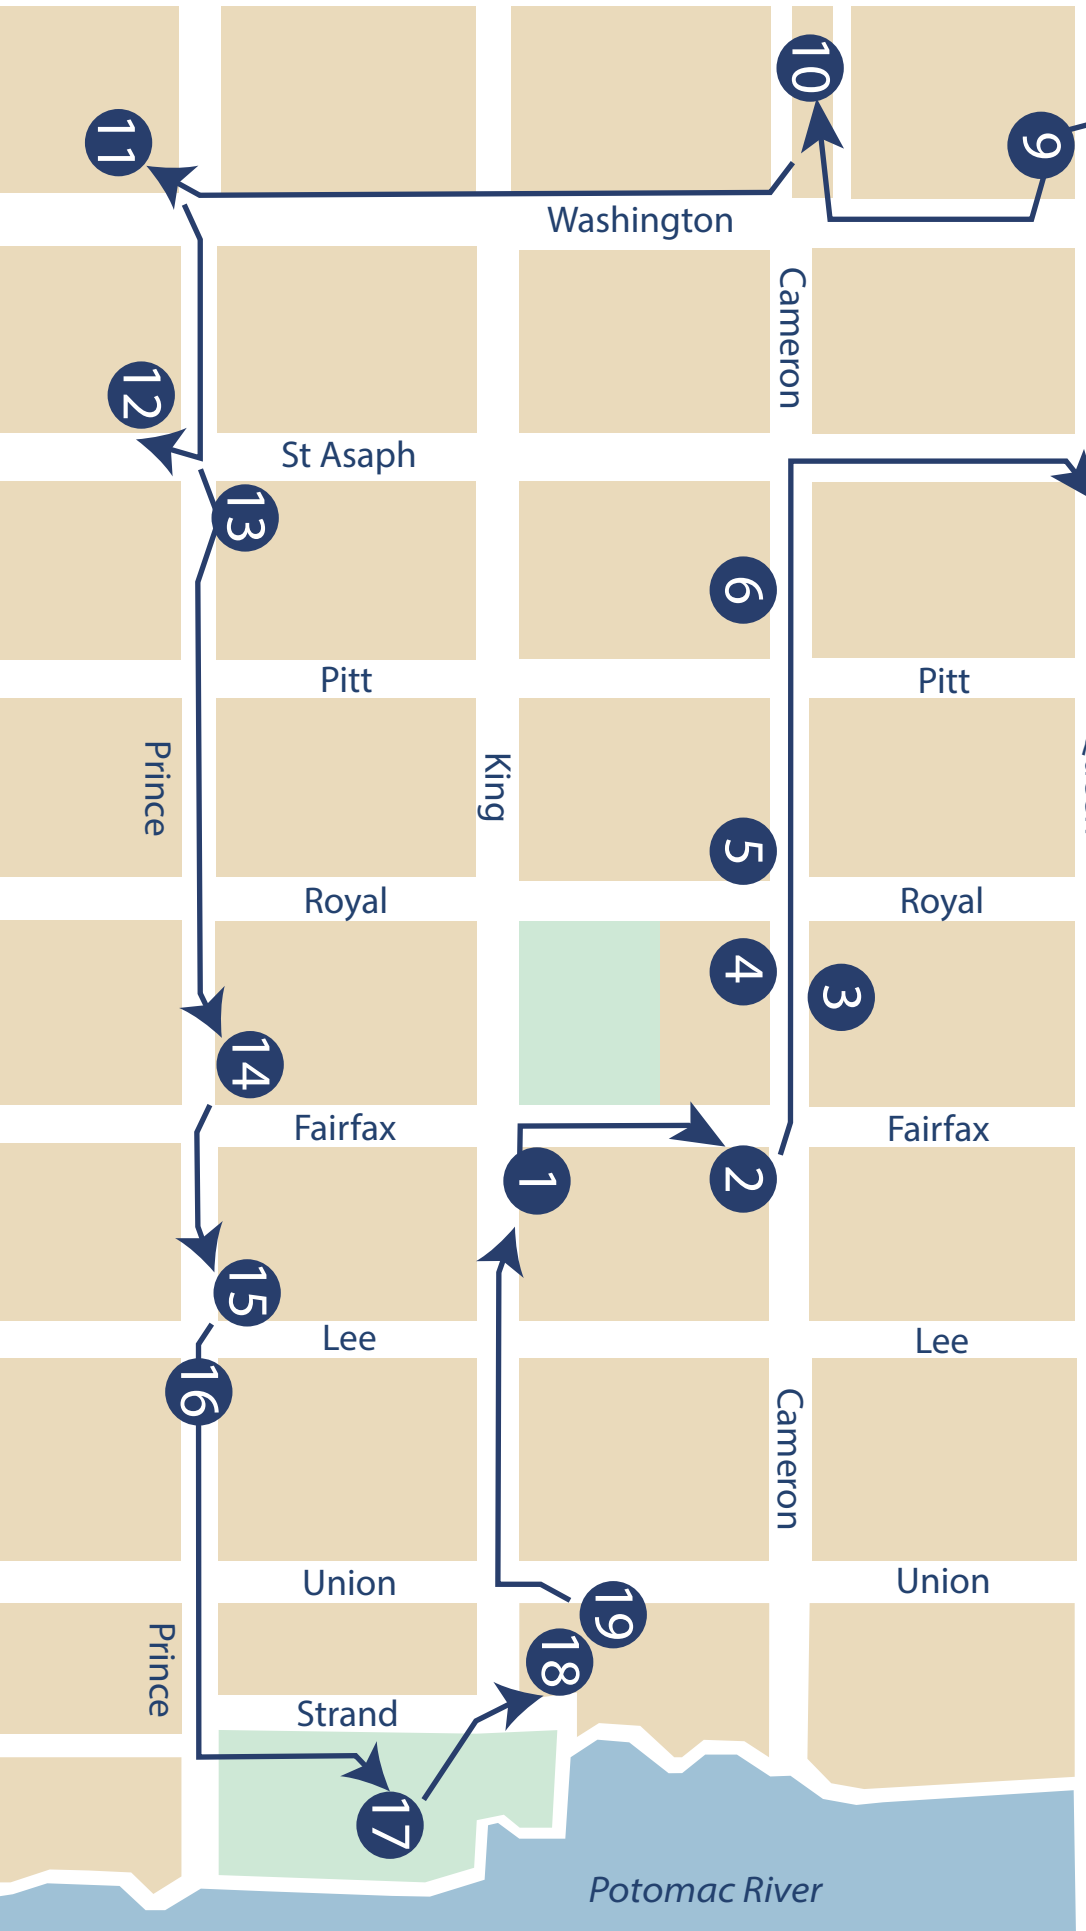 10
9
11
Washington
Cameron
12
St Asaph
13
6
Pitt
Pitt
Prince
King
5
Royal
Royal
4
3
14
Fairfax
Fairfax
1
2
15
Lee
Lee
16
Cameron
Union
Union
19
18
Prince
Strand
17
Potomac River